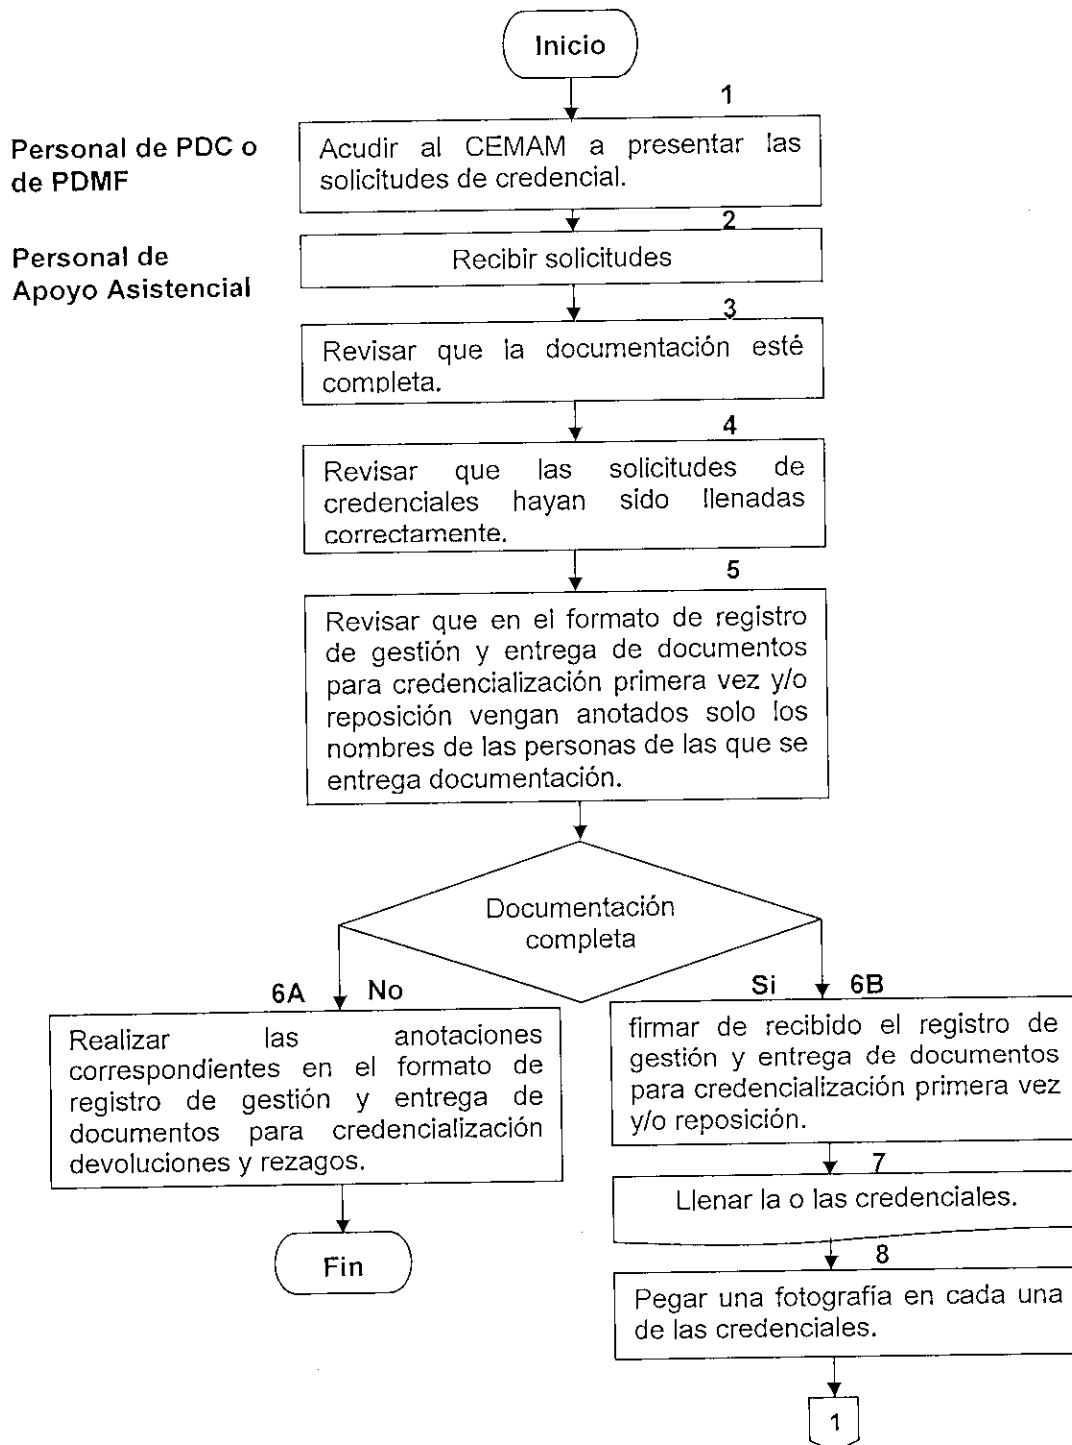 Inicio
1
Personal de PDC o
de PDMF
Acudir al CEMAM a presentar las
solicitudes de credencial.
2
Personal de
Apoyo Asistencial
Recibir solicitudes
3
Revisar que la documentación esté
completa.
4
Revisar que las solicitudes de
credenciales hayan sido llenadas
correctamente.
5
Revisar que en el formato de registro
de gestión y entrega de documentos
para credencialización primera vez y/o
reposición vengan anotados solo los
nombres de las personas de las que se
entrega documentación.
Documentación
completa
6A No
Si 6B
Realizar las anotaciones
correspondientes en el formato de
registro de gestión y entrega de
documentos para credencialización
devoluciones y rezagos.
Fin
firmar de recibido el registro de
gestión y entrega de documentos
para credencialización primera vez
y/o reposición.
7
Llenar la o las credenciales.
8
Pegar una fotografía en cada una
de las credenciales.
1